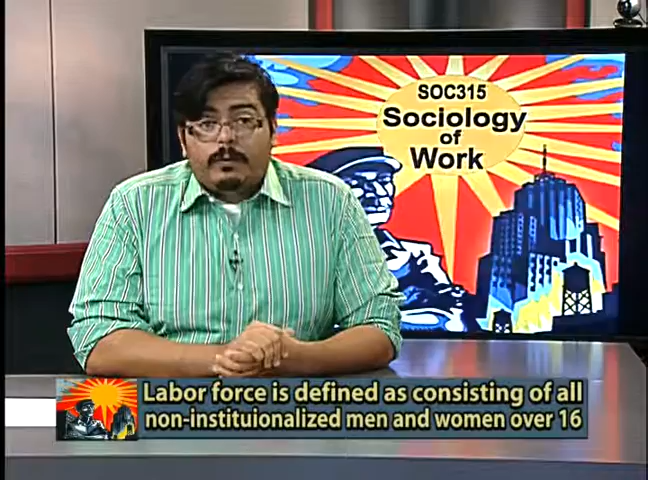 SOC315
Sociology
of
Work
Labor force is defined as consisting of all
non-instituionalized men and women over 16